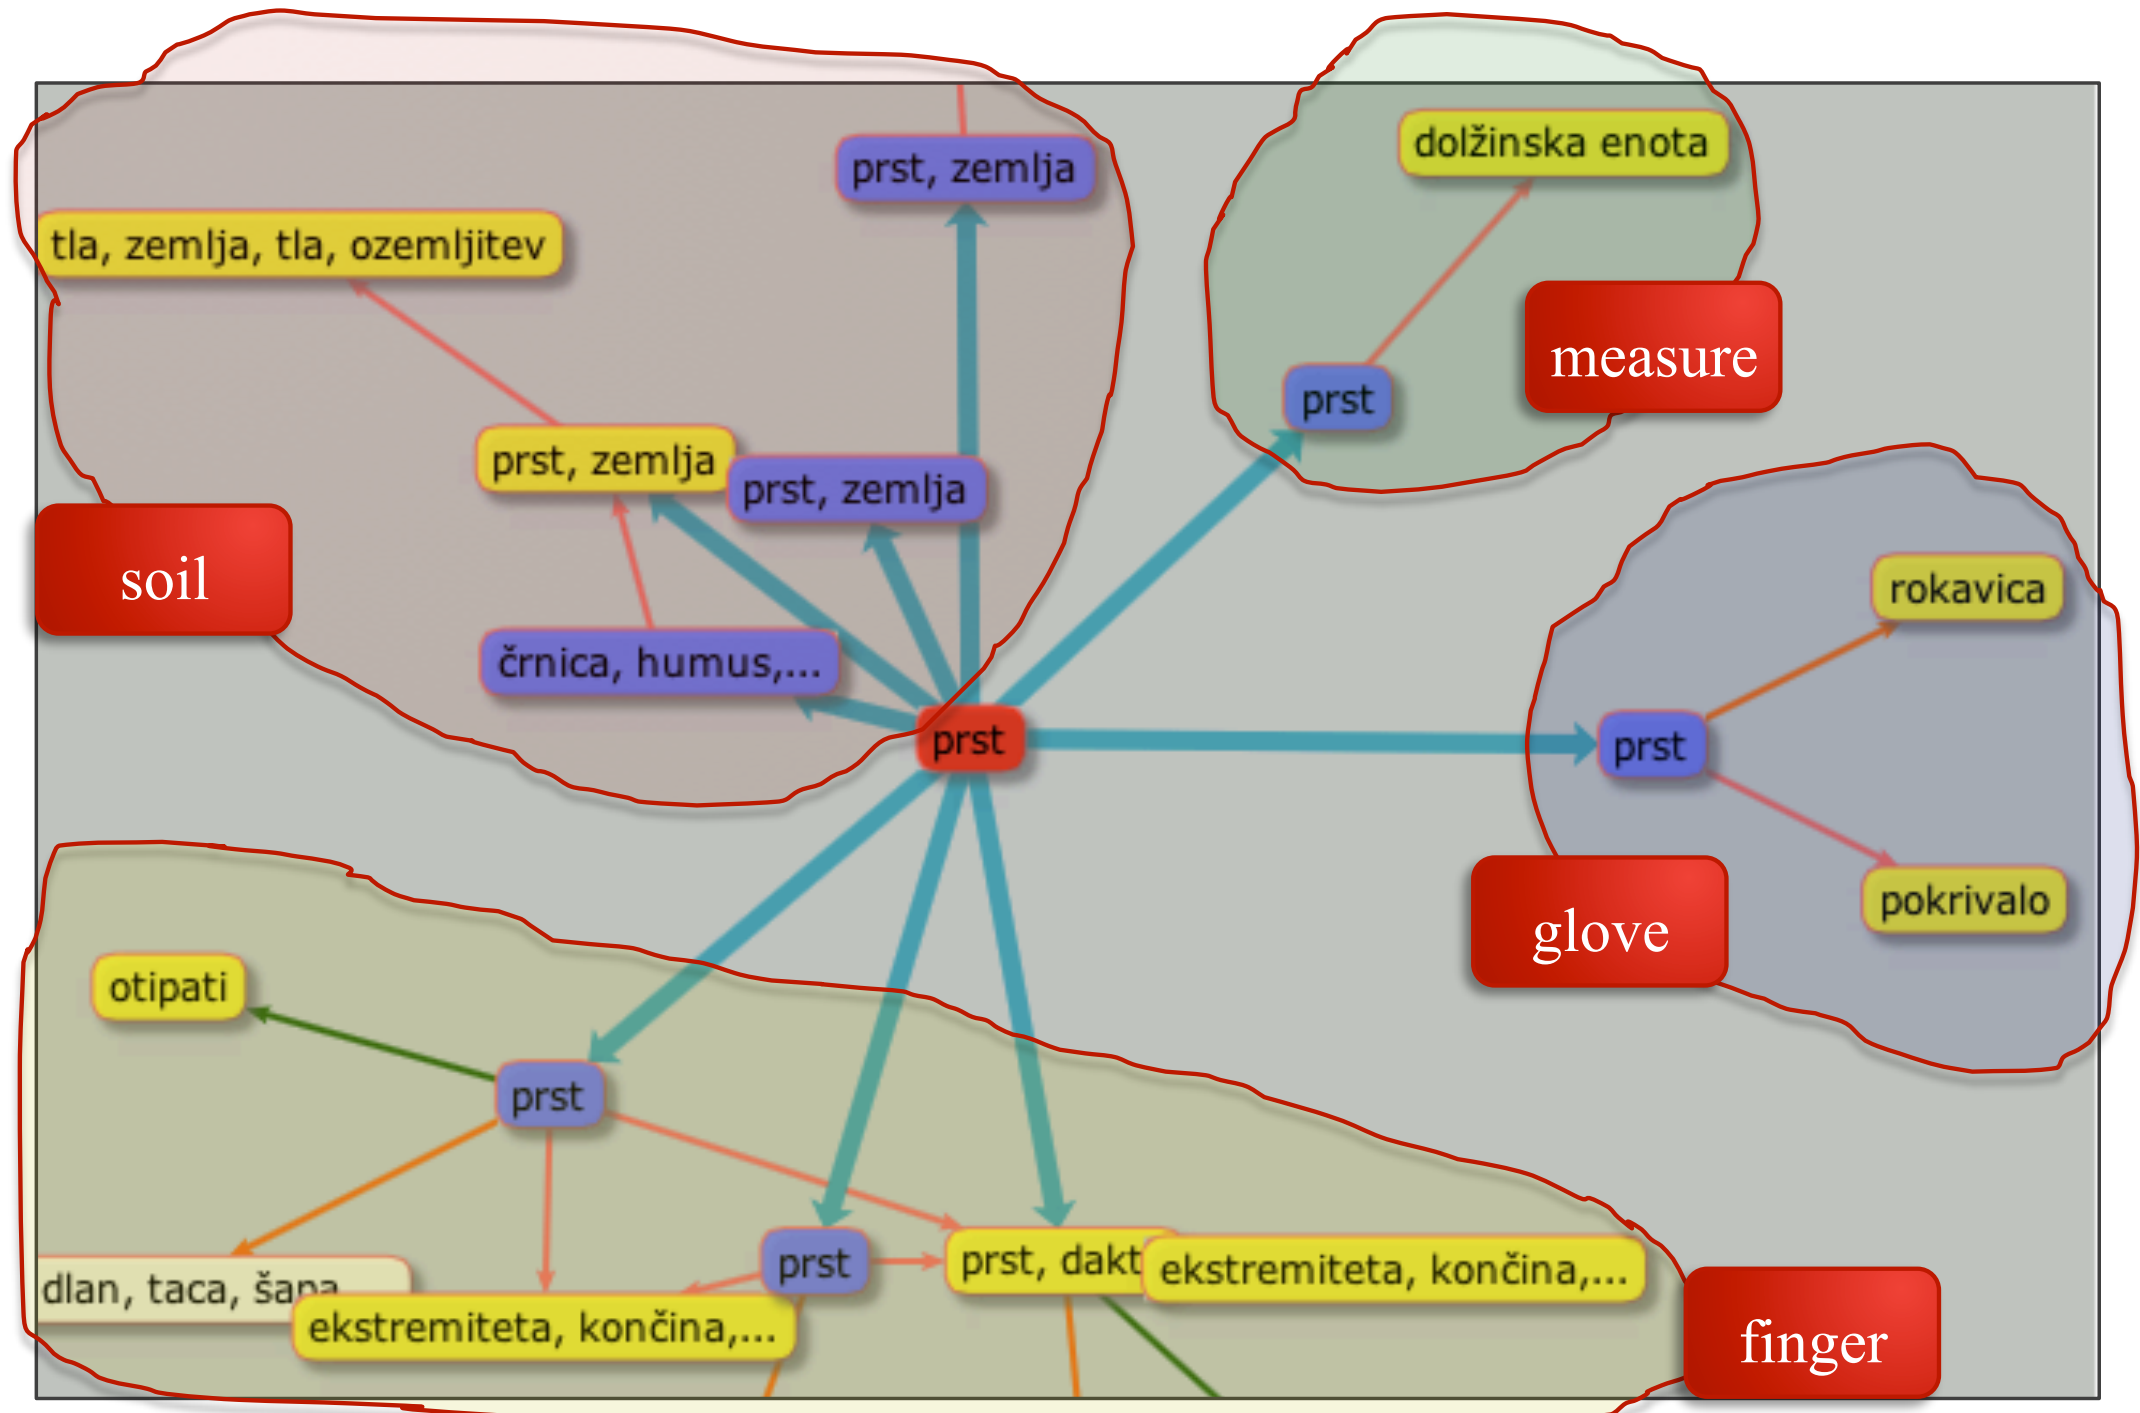 prst, zemlja
dolžinska enota
tla, zemlja, tla, ozemljitev
measure
prst
prst, zemlja
prst, zemlja
soil
rokavica
črnica, humus,...
prst
prst
pokrivalo
glove
otipati
prst
prst
prst, dakt
ekstremiteta, končina,...
dlan, taca, šapa
ekstremiteta, končina,...
finger